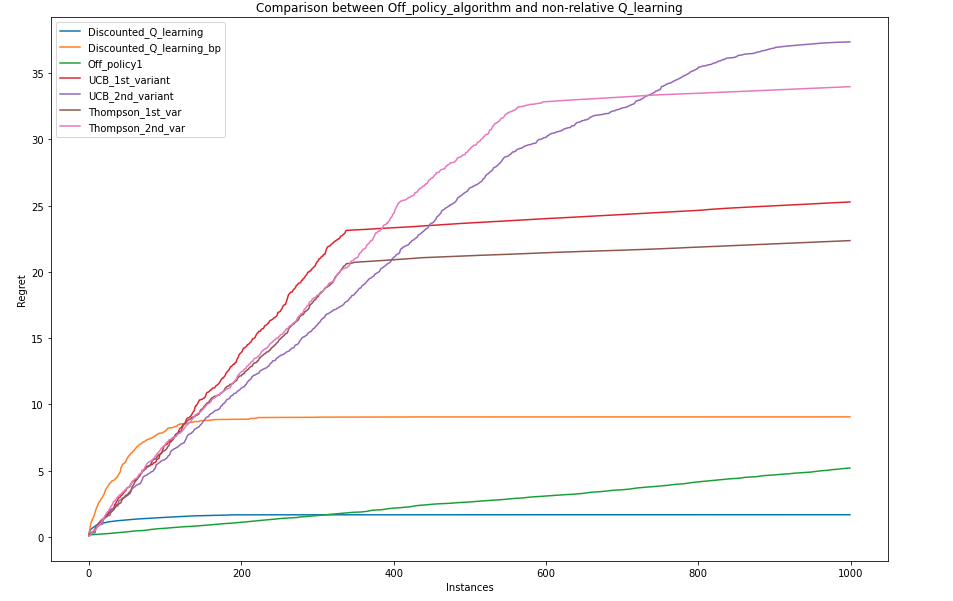 Comparison between Off_policy_algorithm and non-relative Q_learning
Discounted_Q_learning
Discounted_Q_learning_bp
Off_policy1
UCB_1st_variant
UCB_2nd_variant
Thompson_1st_var
Thompson_2nd_var
35
30
25
20
15
10
5
0
Regret
0 200 400 600 800 1000
Instances